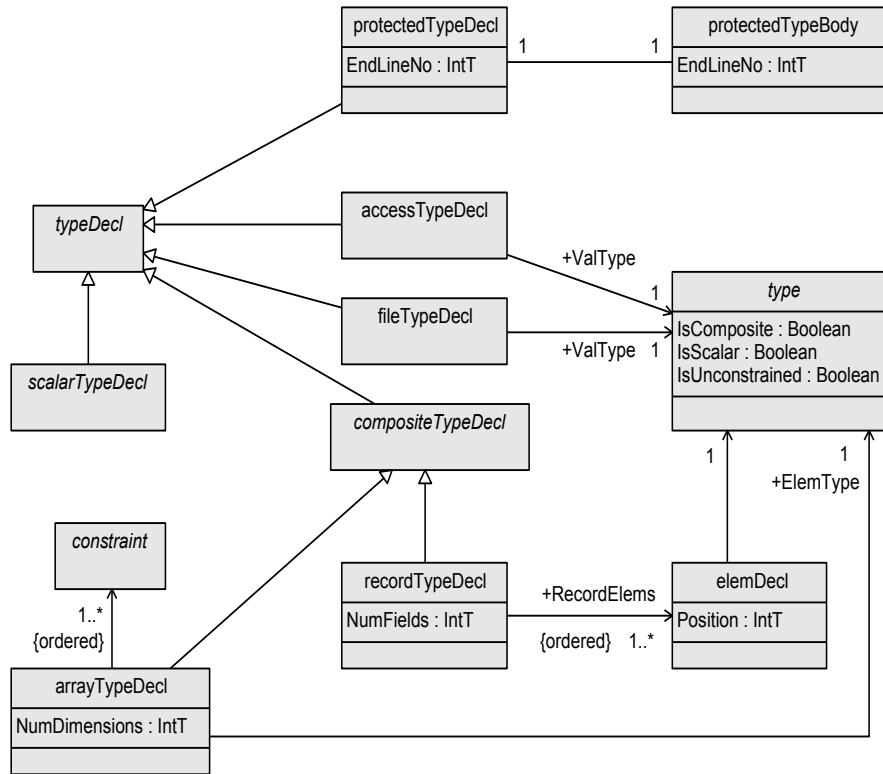 protectedTypeDecl
EndLineNo : IntT
1
1
protectedTypeBody
EndLineNo : IntT
typeDecl
accessTypeDecl
+ValType
1
type
IsComposite : Boolean
IsScalar : Boolean
IsUnconstrained : Boolean
fileTypeDecl
+ValType
1
scalarTypeDecl
compositeTypeDecl
1
1
+ElemType
constraint
1..*
{ordered}
recordTypeDecl
NumFields : IntT
+RecordElems
{ordered}
1..*
elemDecl
Position : IntT
arrayTypeDecl
NumDimensions : IntT